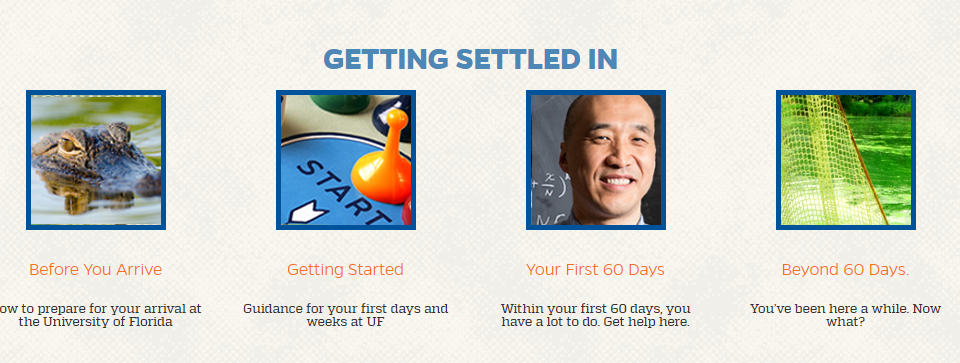 GETTING SETTLED IN
START
+ x/N)
N
Before You Arrive
Getting Started
Your First 60 Days
Beyond 60 Days.
ow to prepare for your arrival at
the University of Florida
Guidance for your first days and
weeks at UF
Within your first 60 days, you
have a lot to do. Get help here.
You've been here a while. Now
what?